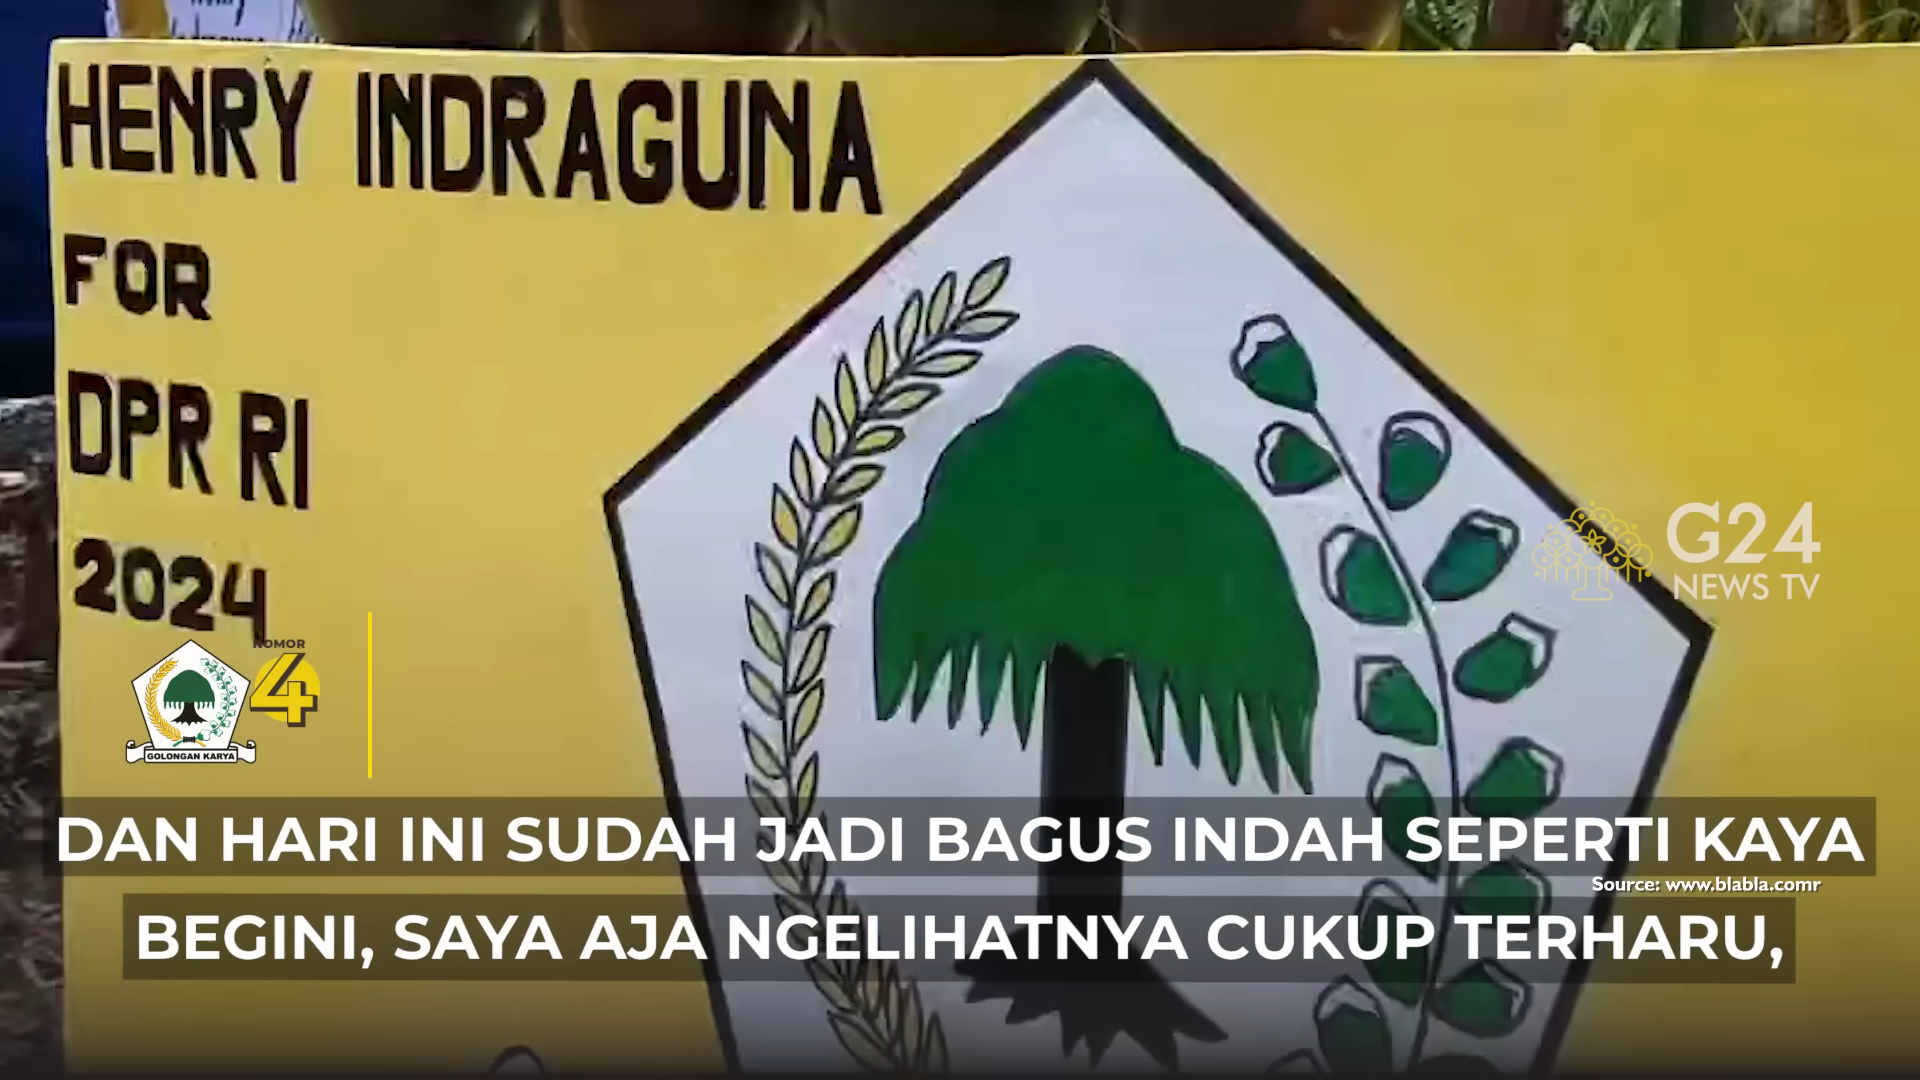 HENRY INDRAGUNA
FOR
DPR RI
2024
G24
NEWS TV
NOMOR
4
GOLONGAN KARYA
DAN HARI INI SUDAH JADI BAGUS INDAH SEPERTI KAYA
Source: www.blabla.comr
BEGINI, SAYA AJA NGELIHATNYA CUKUP TERHARU,